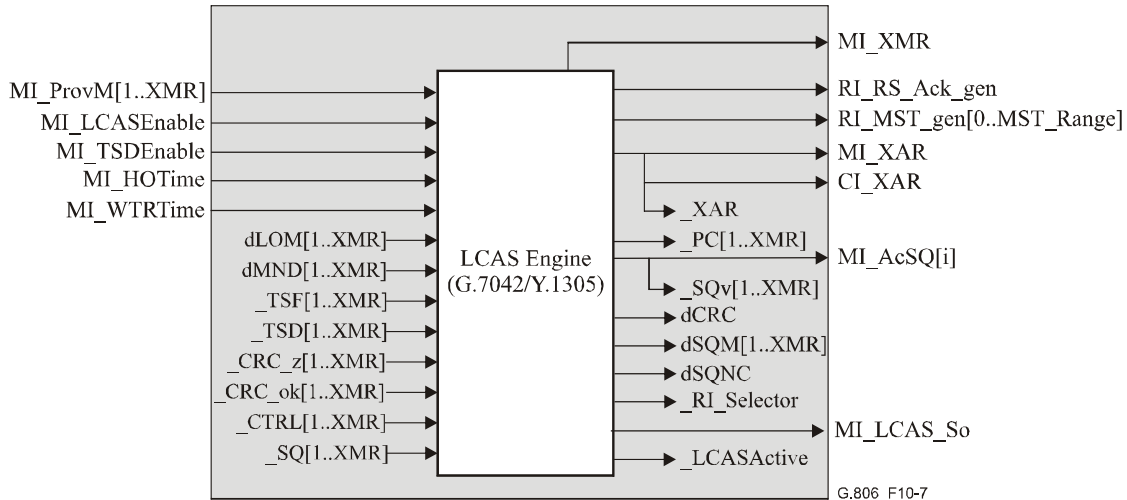 MI_XMR
MI_ProvM[1..XMR]
RI_RS_Ack_gen
MI_LCASEnable
RI_MST_gen[0..MST_Range]
MI_TSDEnable
MI_XAR
MI_HOTime
CI_XAR
MI_WTRTime
_XAR
dLOM[1..XMR]
_PC[1..XMR]
LCAS Engine
(G.7042/Y.1305)
MI_AcSQ[i]
dMND[1..XMR]
_SQv[1..XMR]
_TSF[1..XMR]
dCRC
_TSD[1..XMR]
dSQM[1..XMR]
_CRC_z[1..XMR]
dSQNC
_CRC_ok[1..XMR]
_RI_Selector
_CTRL[1..XMR]
MI_LCAS_So
_SQ[1..XMR]
_LCASActive
G.806_F10-7